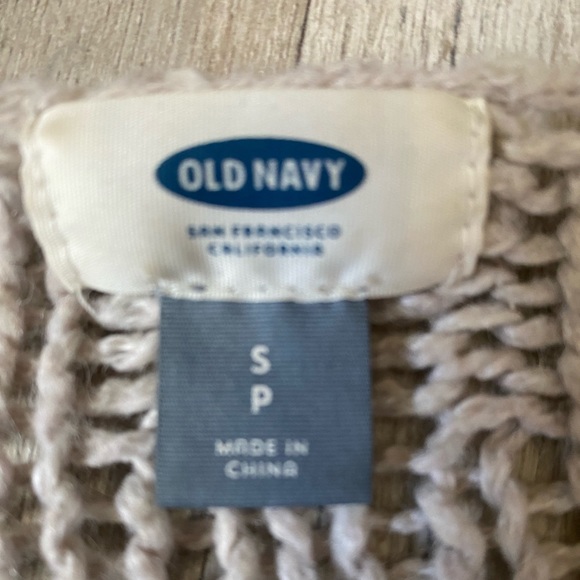 OLD NAVY
SAN FRANCISCO
CALIFORNIA
S
P
MADE IN
CHINA